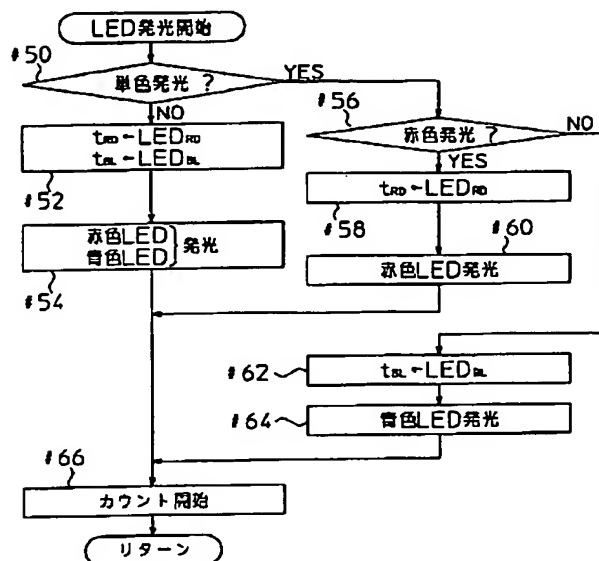 LED発光開始
#50
単色発光?
YES
NO
#56
赤色発光?
NO
YES
tRD←LEDRD
tBL←LEDBL
#52
tRD←LEDRD
#58
#60
赤色LED
青色LED}発光
#54
赤色LED発光
#62
tBL←LEDBL
#64
青色LED発光
#66
カウント開始
リターン